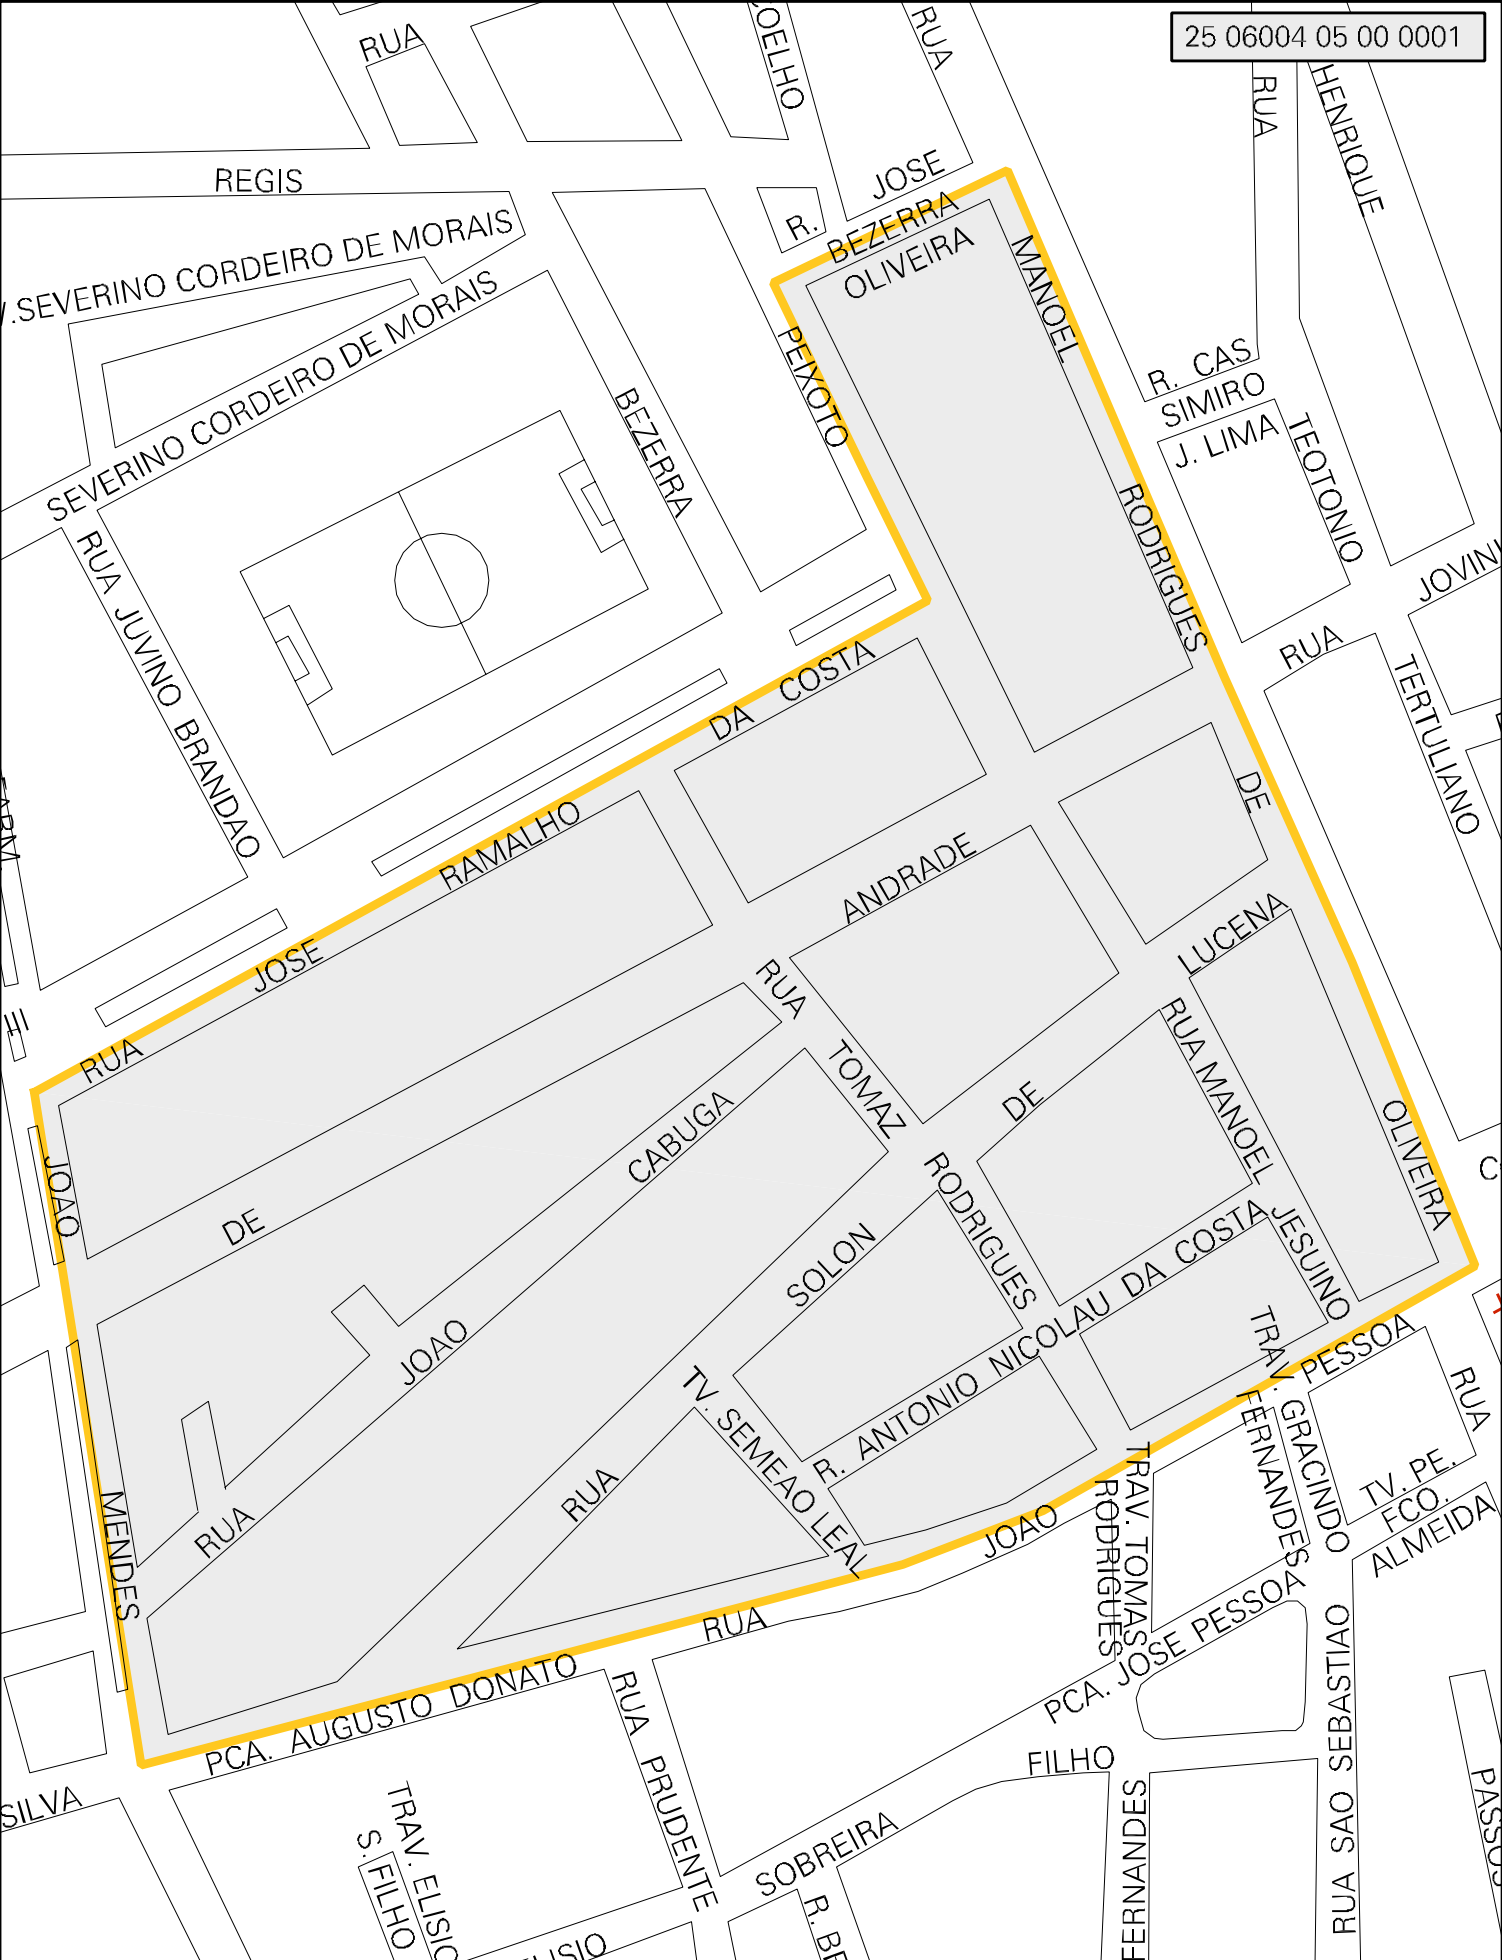 25 06004 05 00 0001
RUA
COELHO
RUA
RUA
HENRIQUE
REGIS
JOSE
BEZERRA
OLIVEIRA
R.
SEVERINO CORDEIRO DE MORAIS
SEVERINO CORDEIRO DE MORAIS
MANOEL
PEIXOTO
BEZERRA
R. CAS
SIMIRO
J. LIMA
TEOTONIO
RODRIGUES
RUA JUVINO BRANDAO
JOVINI
RUA
TERTULIANO
DA COSTA
DE
RAMALHO
ANDRADE
LUCENA
JOSE
RUA
RUA
III
TOMAZ
DE
RUA MANOEL
CABUGA
OLIVEIRA
JOAO
DE
RODRIGUES
SOLON
JESUINO
JOAO
R. ANTONIO NICOLAU DA COSTA
TRAV. GRACINDO
FERNANDES
PESSOA
RUA
TV. SEMEAO LEAL
RUA
RUA
MENDES
JOAO
TRAV. TOMAS
RODRIGUES
TV. PE.
FCO.
ALMEIDA
RUA
PCA. JOSE PESSOA
PCA. AUGUSTO DONATO
RUA PRUDENTE
RUA SAO SEBASTIAO
FILHO
SILVA
TRAV. ELISIO
S. FILHO
SOBREIRA
FERNANDES
PASSOS
R. BE
ELISIO